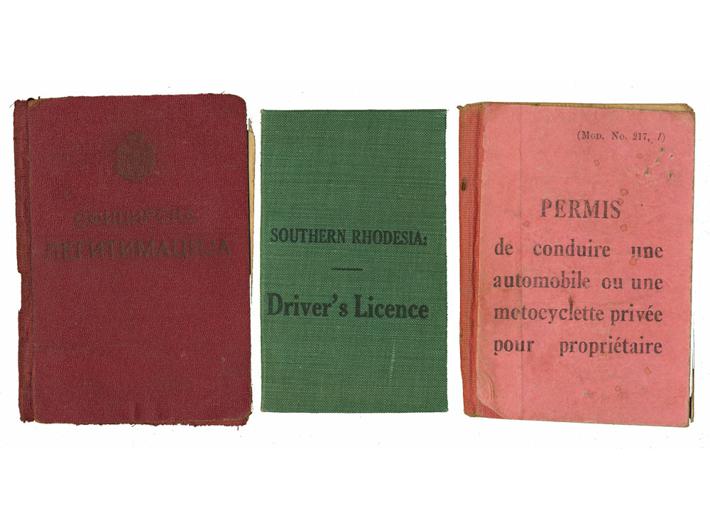 ОФИЦИРСКА
ЛЕГИТИМАЦИЈА
SOUTHERN RHODESIA:
Driver's Licence
(Mod. No. 217, 1)
PERMIS
de conduire une
automobile ou une
motocyclette privée
pour propriétaire